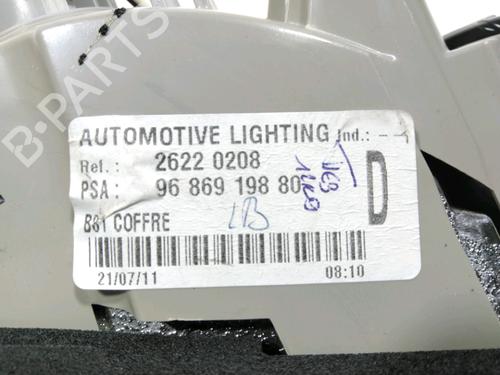 B-PARTS
AUTOMOTIVE LIGHTING Ind.: --
Ref.: 2622 0208
PSA: 96 869 198 80
B81 COFFRE
D
21/07/11 08:10